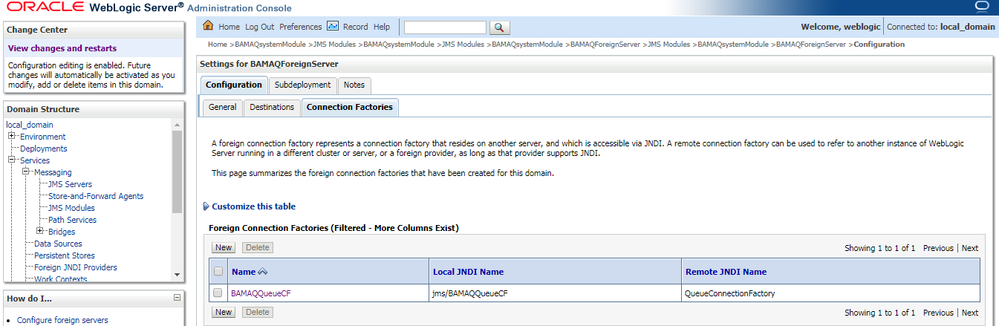 ORACLE WebLogic Server® Administration Console
Change Center
View changes and restarts
Configuration editing is enabled. Future
changes will automatically be activated as you
modify, add or delete items in this domain.
Domain Structure
local_domain
Environment
Deployments
Services
Messaging
JMS Servers
Store-and-Forward Agents
JMS Modules
Path Services
Bridges
Data Sources
Persistent Stores
Foreign JNDI Providers
Work Contexts
How do I...
Configure foreign servers
Home Log Out Preferences Record Help
Welcome, weblogic Connected to: local_domain
Home >BAMAQsystemModule >JMS Modules >BAMAQsystemModule >JMS Modules >BAMAQsystemModule >BAMAQForeignServer >JMS Modules >BAMAQsystemModule >BAMAQForeignServer >Configuration
Settings for BAMAQForeignServer
Configuration Subdeployment Notes
General Destinations Connection Factories
A foreign connection factory represents a connection factory that resides on another server, and which is accessible via JNDI. A remote connection factory can be used to refer to another instance of WebLogic
Server running in a different cluster or server, or a foreign provider, as long as that provider supports JNDI.
This page summarizes the foreign connection factories that have been created for this domain.
Customize this table
Foreign Connection Factories (Filtered - More Columns Exist)
New Delete Showing 1 to 1 of 1 Previous | Next
Name Local JNDI Name Remote JNDI Name
BAMAQQueueCF jms/BAMAQQueueCF QueueConnectionFactory
New Delete Showing 1 to 1 of 1 Previous | Next